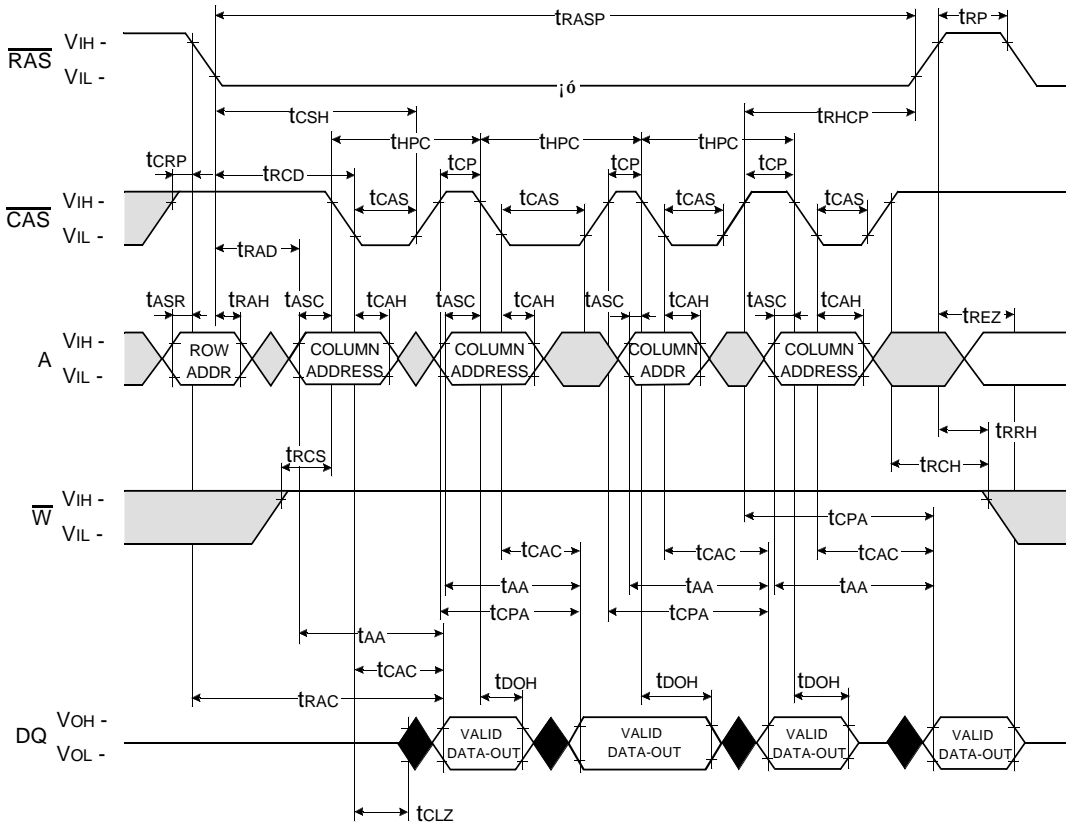 tRASP
tRP
RAS
VIH -
VIL -
¡ó
tCSH
tRHCP
tHPC tHPC tHPC
tCRP
tCP tCP tCP
tRCD
CAS
VIH -
VIL -
tCAS tCAS tCAS tCAS
tRAD
tASR tRAH tASC tCAH tASC tCAH tASC tCAH tASC tCAH
tREZ
A
VIH -
VIL -
ROW
ADDR
COLUMN
ADDRESS
COLUMN
ADDRESS
COLUMN
ADDR
COLUMN
ADDRESS
tRRH
tRCS
tRCH
W
VIH -
VIL -
tCPA
tCAC tCAC tCAC
tAA tAA tAA
tCPA tCPA
tAA
tCAC
tRAC
tDOH tDOH tDOH
DQ
VOH -
VOL -
VALID
DATA-OUT
VALID
DATA-OUT
VALID
DATA-OUT
VALID
DATA-OUT
tCLZ